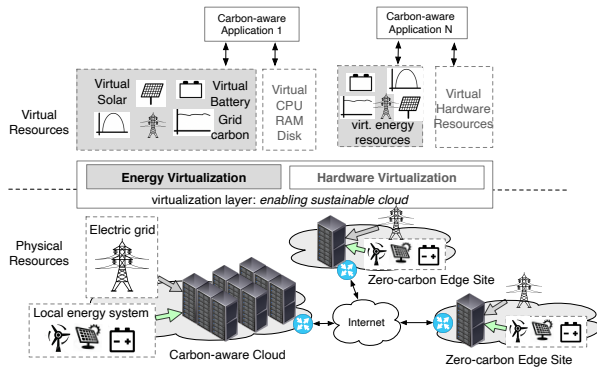 Carbon-aware
Application 1
Carbon-aware
Application N
Virtual
Resources
Virtual
Solar
Virtual
Battery
Grid
carbon
Virtual
CPU
RAM
Disk
virt. energy
resources
Virtual
Hardware
Resources
Energy Virtualization
Hardware Virtualization
virtualization layer: enabling sustainable cloud
Physical
Resources
Electric grid
Local energy system
Carbon-aware Cloud
Zero-carbon Edge Site
Internet
Zero-carbon Edge Site